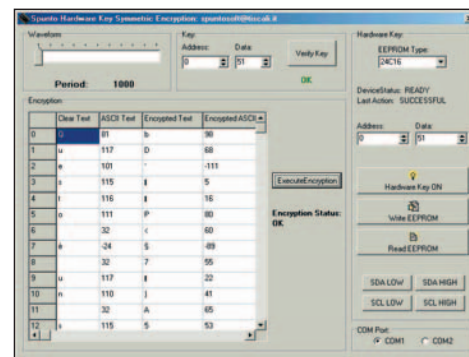 Spunto Hardware Key Symmetric Encryption: spuntosoft@tiscali.it
Waveform
Period: 1000
Key:
Address: Data:
0 51
Verify Key
OK
Hardware Key:
EEPROM Type:
24C16
DeviceStatus: READY
Last Action: SUCCESSFUL
Address: Data:
0 51
Hardware Key ON
Write EEPROM
Read EEPROM
SDA LOW SDA HIGH
SCL LOW SCL HIGH
COM Port:
COM1 COM2
Encryption
Clear Text ASCII Text Encrypted Text Encrypted ASCII
0 Q 81 b 98
1 u 117 D 68
2 e 101 -111
3 s 115 5
4 t 116 16
5 o 111 P 80
6 32 < 60
7 è -24 § -89
8 32 7 55
9 u 117 22
10 n 110 ) 41
11 32 A 65
12 s 115 5 53
ExecuteEncryption
Encryption Status:
OK